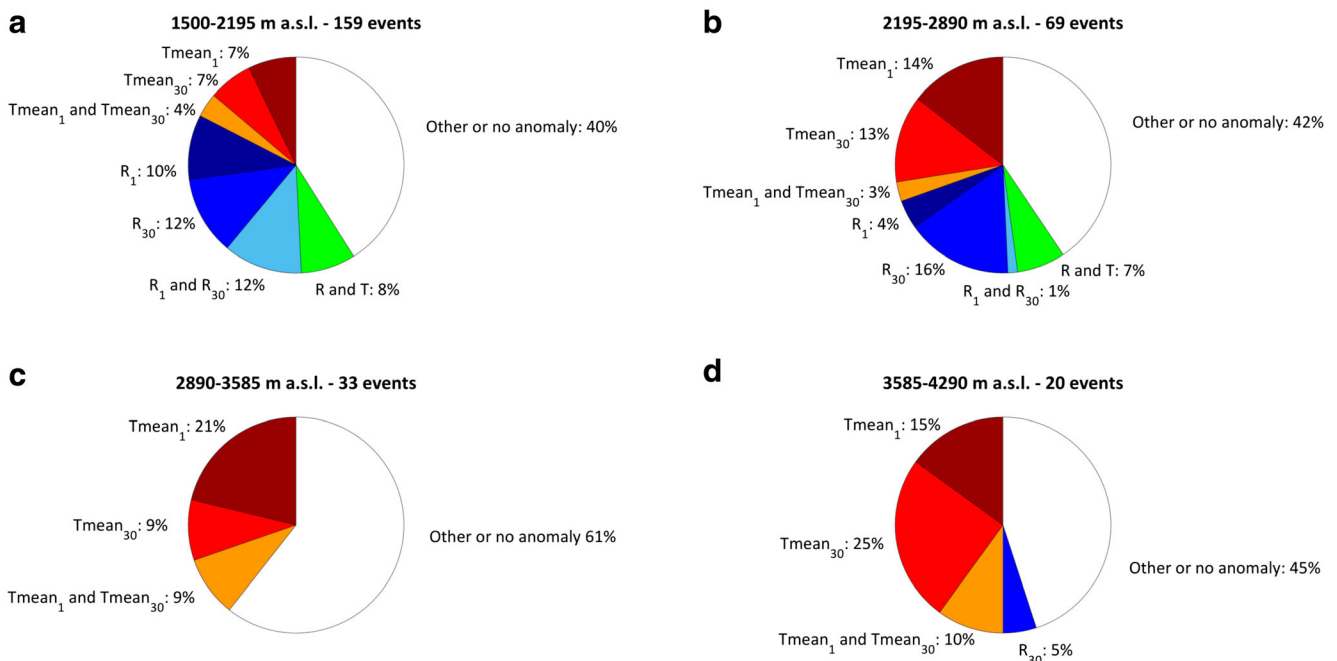 a
1500-2195 m a.s.l. - 159 events
Tmean₁: 7%
Tmean₃₀: 7%
Tmean₁ and Tmean₃₀: 4%
R₁: 10%
R₃₀: 12%
R₁ and R₃₀: 12%
R and T: 8%
Other or no anomaly: 40%
b
2195-2890 m a.s.l. - 69 events
Tmean₁: 14%
Tmean₃₀: 13%
Tmean₁ and Tmean₃₀: 3%
R₁: 4%
R₃₀: 16%
R₁ and R₃₀: 1%
R and T: 7%
Other or no anomaly: 42%
c
2890-3585 m a.s.l. - 33 events
Tmean₁: 21%
Tmean₃₀: 9%
Tmean₁ and Tmean₃₀: 9%
Other or no anomaly 61%
d
3585-4290 m a.s.l. - 20 events
Tmean₁: 15%
Tmean₃₀: 25%
Tmean₁ and Tmean₃₀: 10%
R₃₀: 5%
Other or no anomaly: 45%